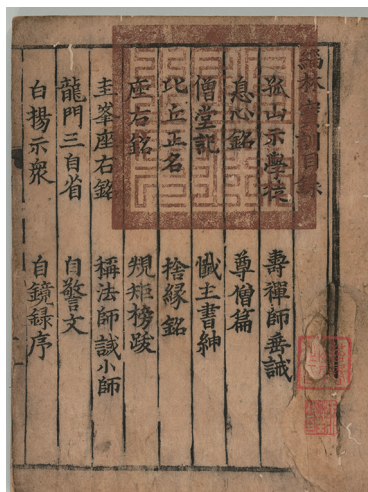 緇林寶訓目錄
孤山示學徒 壽禪師垂誡
息心銘 尊僧篇
僧堂記 懺主書紳
比丘正名 捨緣銘
座右銘 規矩榜跋
圭峯座右銘 稱法師誡小師
龍門三自省 自警文
白楊示衆 自鏡録序